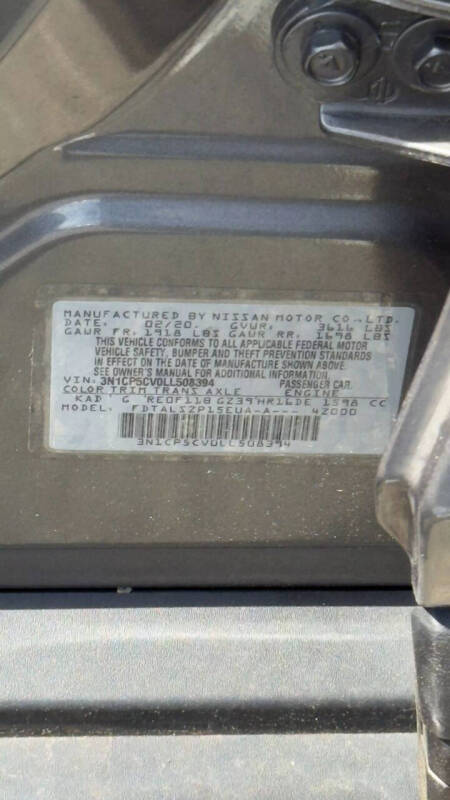 MANUFACTURED BY NISSAN MOTOR CO., LTD.
DATE: 02/20. GVWR: 3616 LBS
GAWR FR. 1918 LBS GAWR RR. 1698 LBS
THIS VEHICLE CONFORMS TO ALL APPLICABLE FEDERAL MOTOR
VEHICLE SAFETY, BUMPER AND THEFT PREVENTION STANDARDS
IN EFFECT ON THE DATE OF MANUFACTURE SHOWN ABOVE.
SEE OWNER'S MANUAL FOR ADDITIONAL INFORMATION.
VIN: 3N1CP5CV0LL508394 PASSENGER CAR.
COLOR TRIM TRANS AXLE ENGINE
KAD G RE0F11B GZ39 HR16DE 1598 CC
MODEL: FDTALSZP15EUA-A--- 4Z000
3N1CP5CV0LL508394